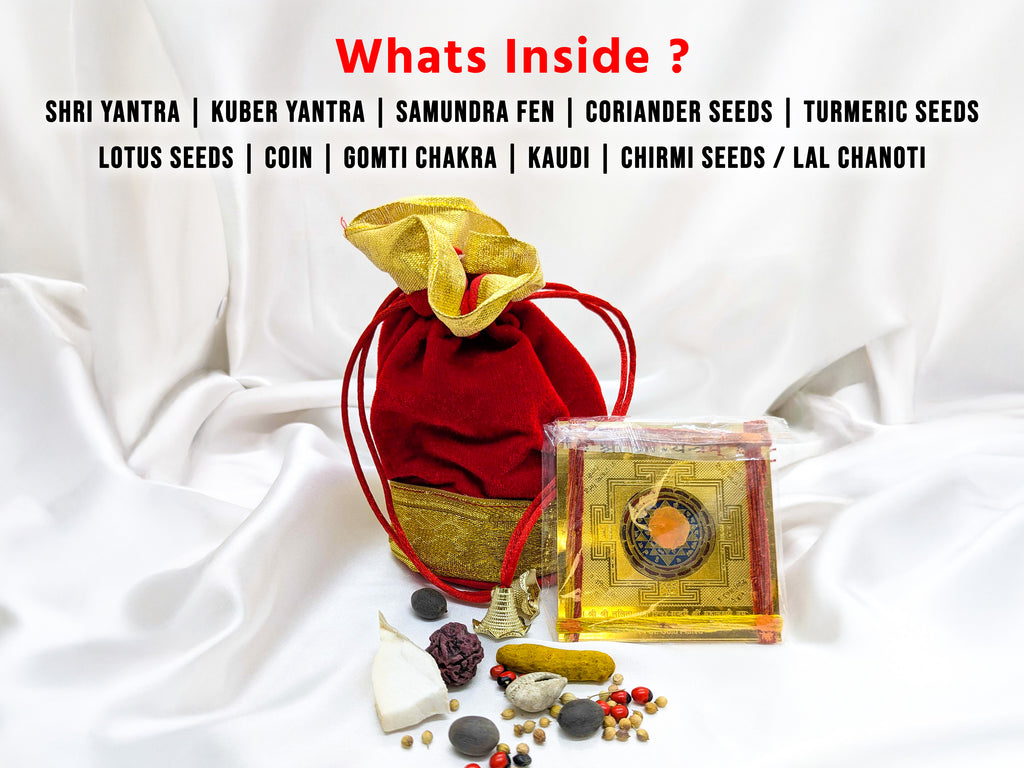 Whats Inside ?
SHRI YANTRA | KUBER YANTRA | SAMUNDRA FEN | CORIANDER SEEDS | TURMERIC SEEDS
LOTUS SEEDS | COIN | GOMTI CHAKRA | KAUDI | CHIRMI SEEDS / LAL CHANOTI
श्री श्री